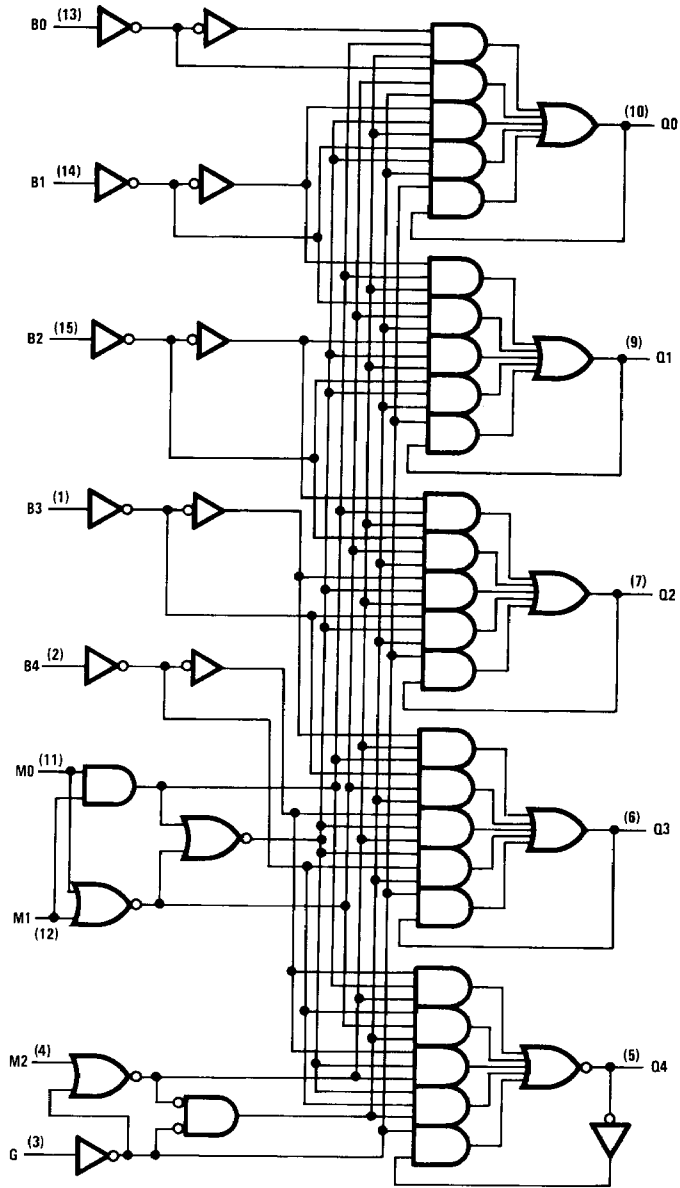 B0 (13)
(10) Q0
B1 (14)
B2 (15)
(9) Q1
B3 (1)
(7) Q2
B4 (2)
M0 (11)
(6) Q3
M1 (12)
M2 (4)
(5) Q4
G (3)